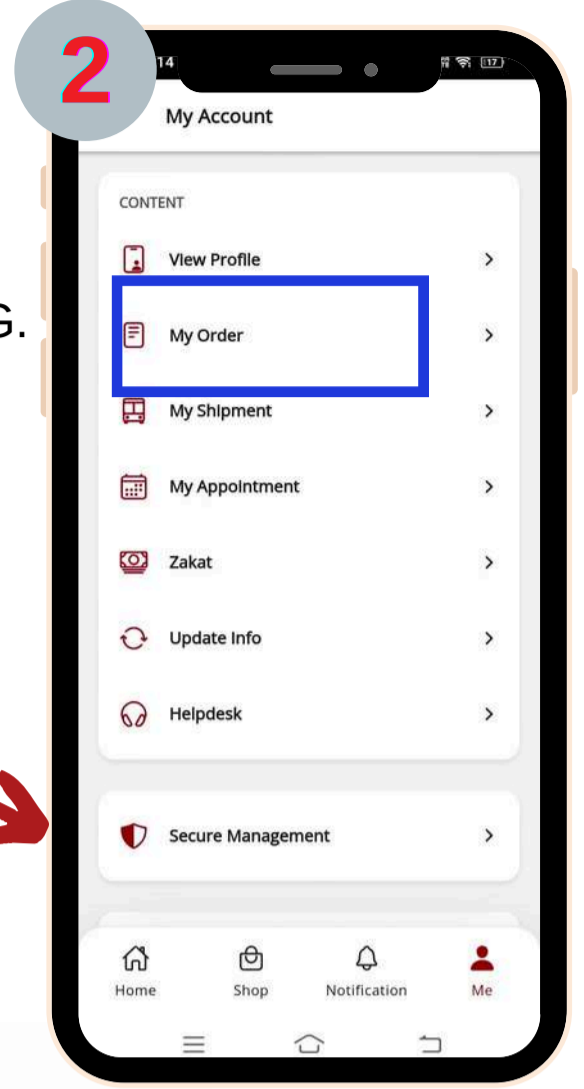 2
14
17
My Account
CONTENT
View Profile
G.
My Order
My Shipment
My Appointment
Zakat
Update Info
Helpdesk
Secure Management
Home
Shop
Notification
Me